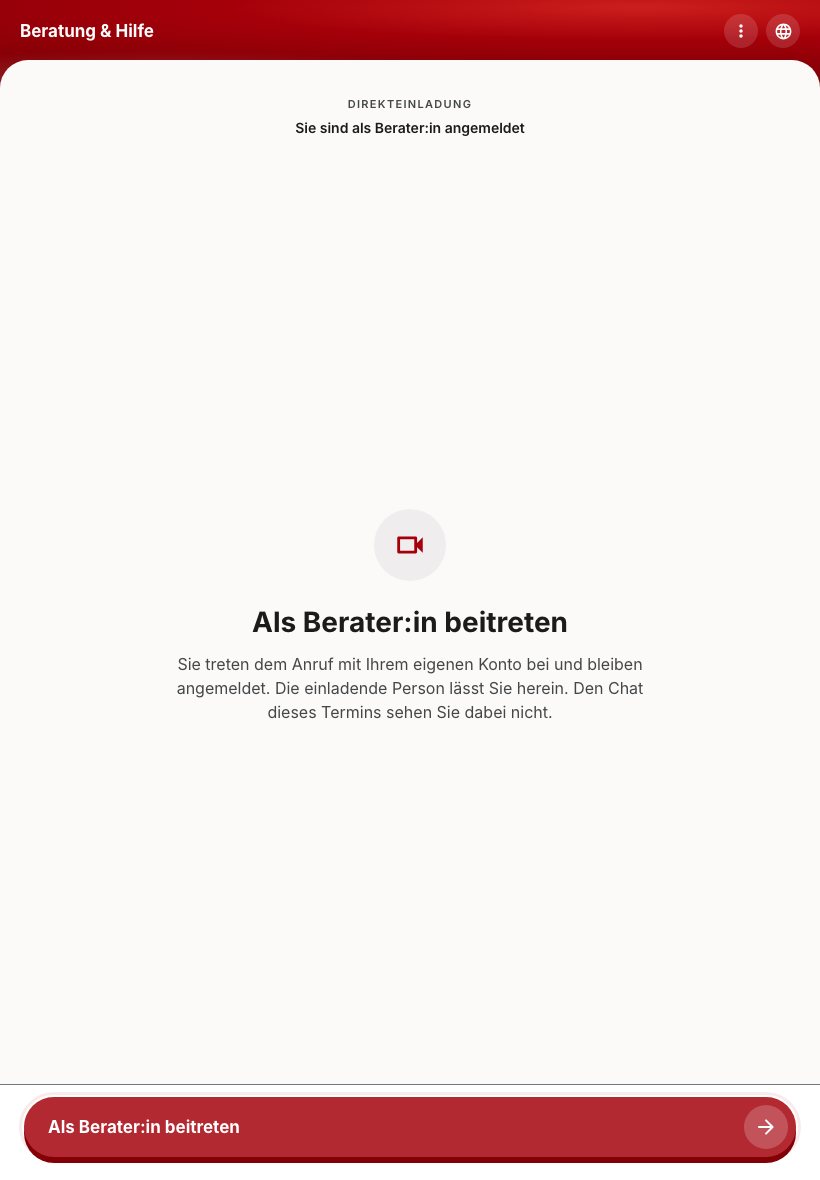 Beratung & Hilfe
DIREKTEINLADUNG
Sie sind als Berater:in angemeldet
Als Berater:in beitreten
Sie treten dem Anruf mit Ihrem eigenen Konto bei und bleiben
angemeldet. Die einladende Person lässt Sie herein. Den Chat
dieses Termins sehen Sie dabei nicht.
Als Berater:in beitreten